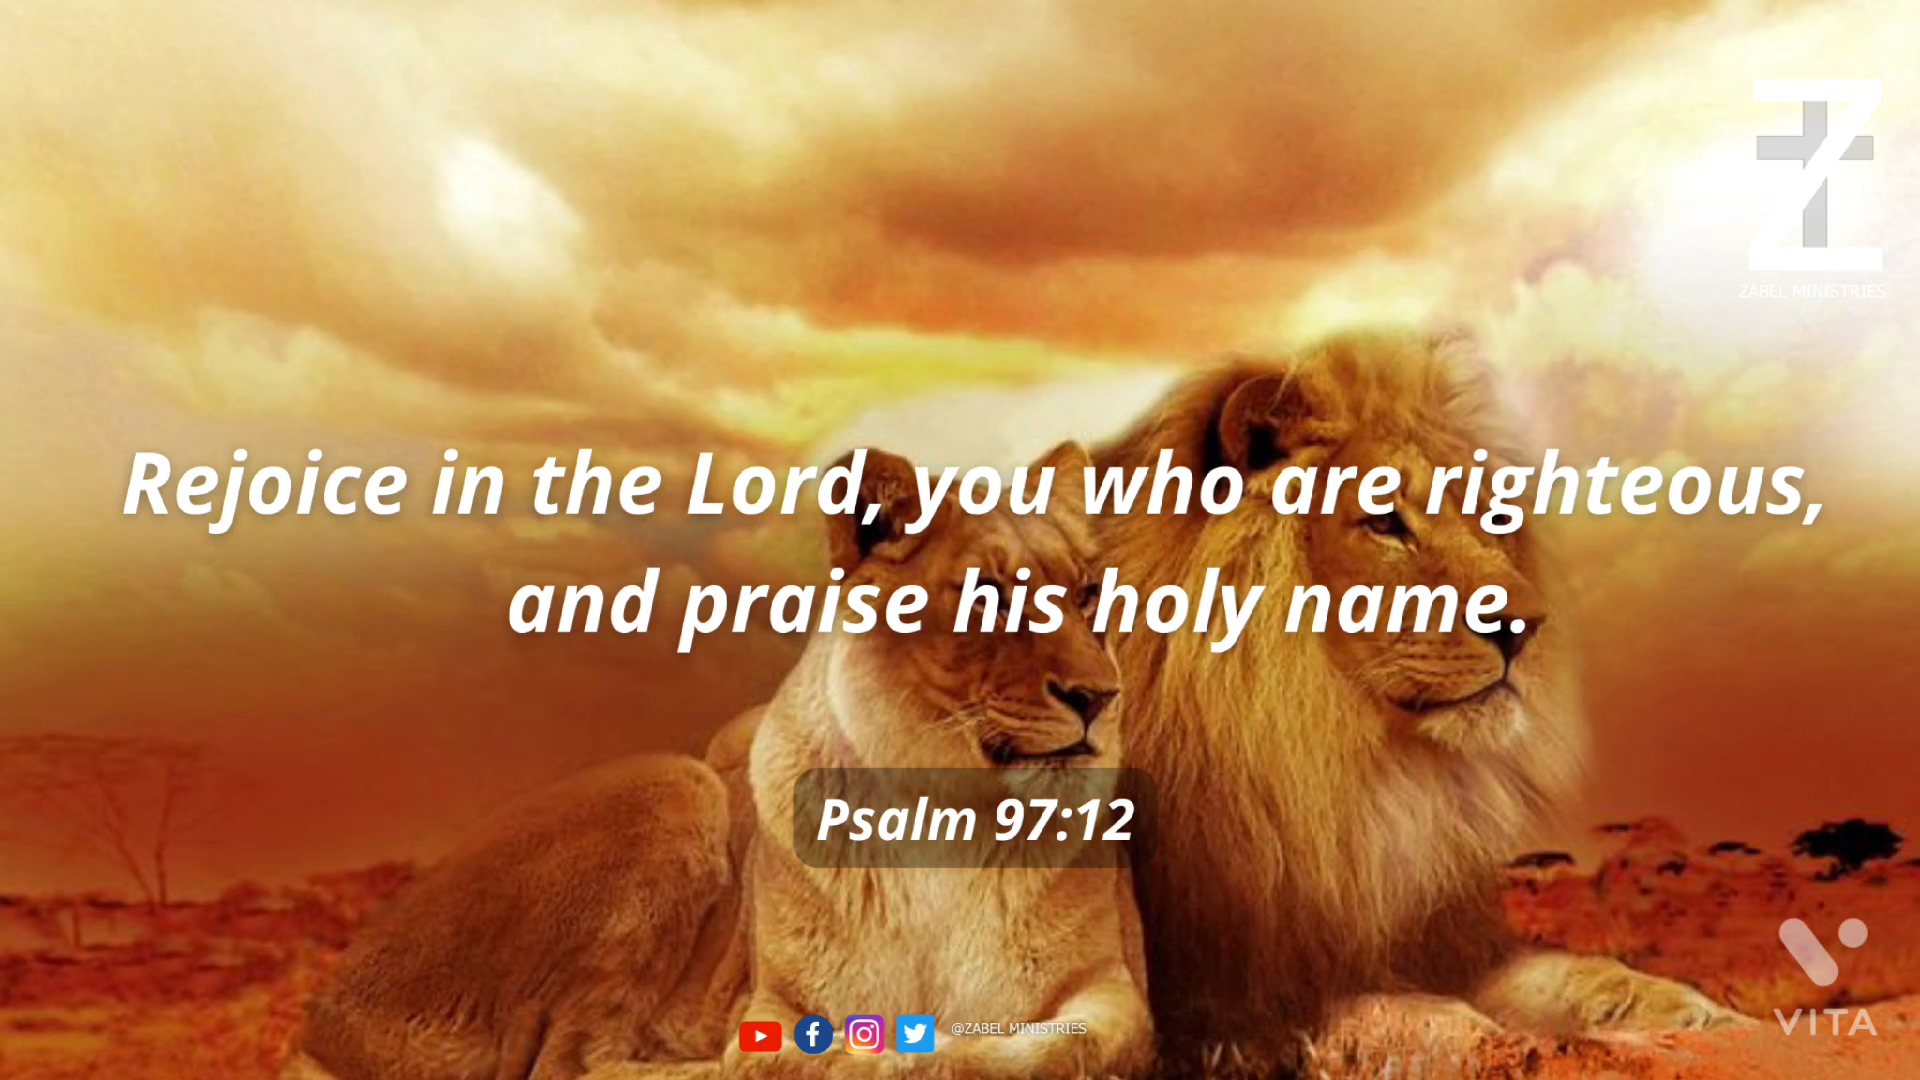 Z
ZABEL MINISTRIES
Rejoice in the Lord, you who are righteous,
and praise his holy name.
Psalm 97:12
VITA
@ZABEL MINISTRIES